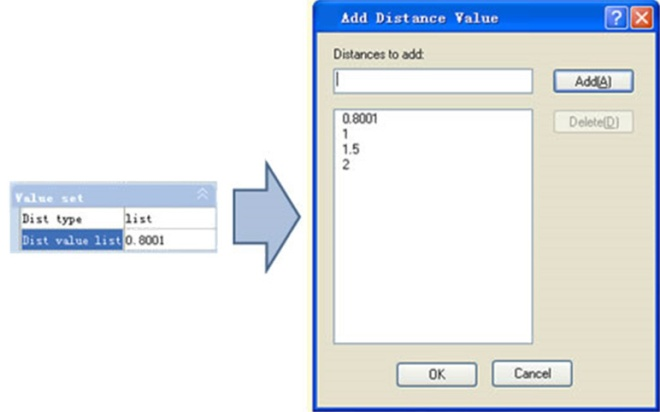 Value set
Dist type list
Dist value list 0.8001
Add Distance Value
Distances to add:
Add(A)
0.8001
1
1.5
2
Delete(D)
OK Cancel